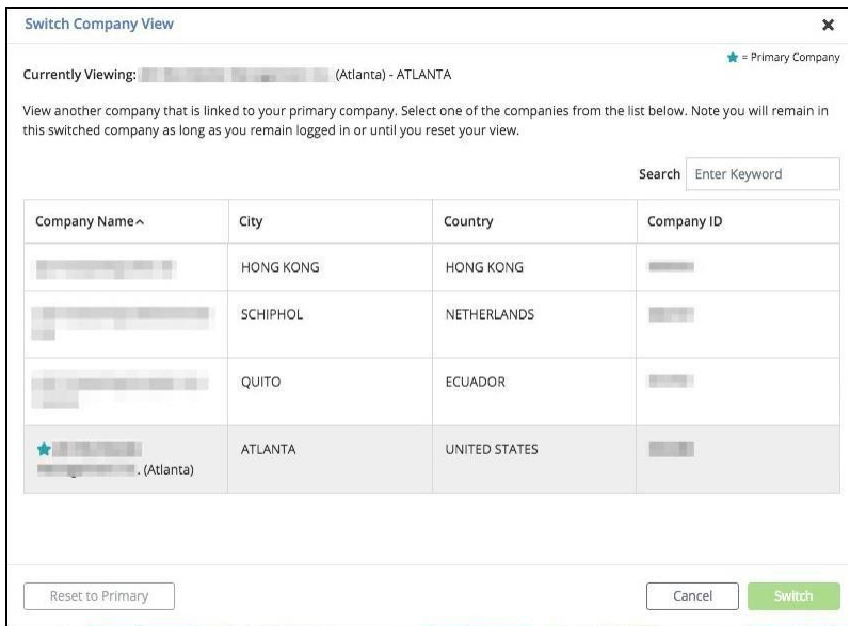 Switch Company View
★ = Primary Company
Currently Viewing: (Atlanta) - ATLANTA
View another company that is linked to your primary company. Select one of the companies from the list below. Note you will remain in
this switched company as long as you remain logged in or until you reset your view.
Search Enter Keyword
Company Name City Country Company ID
HONG KONG HONG KONG
SCHIPHOL NETHERLANDS
QUITO ECUADOR
ATLANTA UNITED STATES
. (Atlanta)
Reset to Primary Cancel Switch